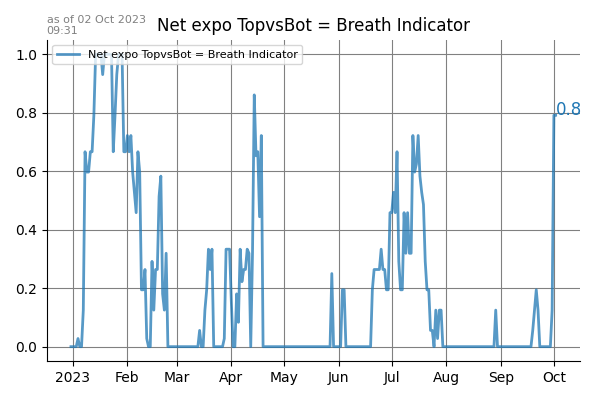 as of 02 Oct 2023
09:31
Net expo TopvsBot = Breath Indicator
Net expo TopvsBot = Breath Indicator
1.0
0.8
0.6
0.4
0.2
0.0
0.8
2023 Feb Mar Apr May Jun Jul Aug Sep Oct